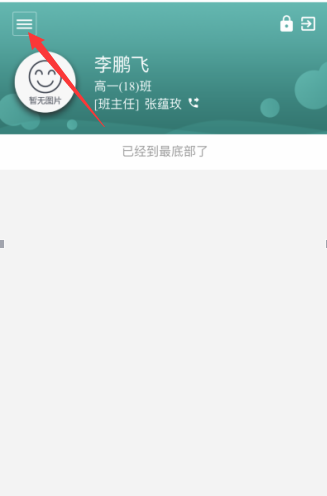 李鹏飞
高一(18)班
[班主任] 张蕴玫
暂无图片
已经到最底部了